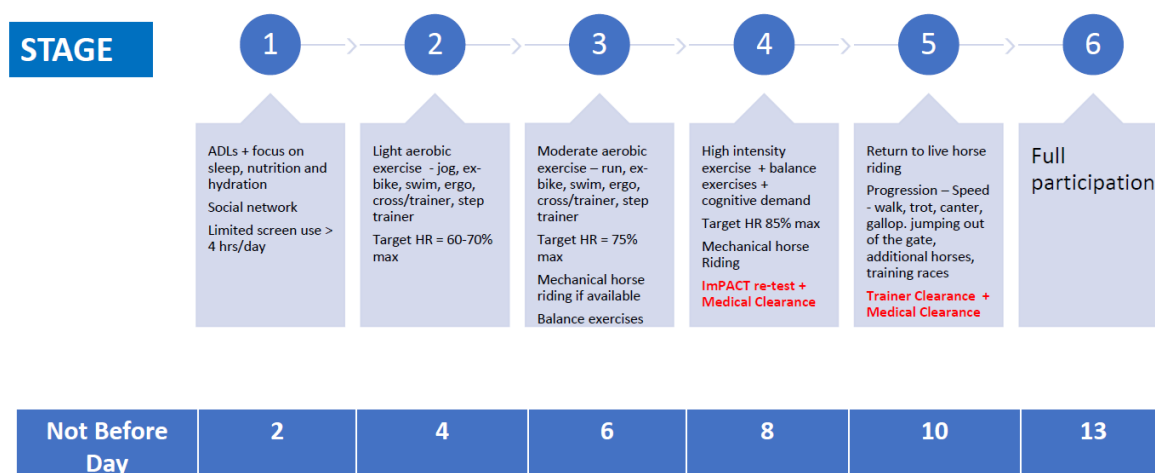 STAGE
1
2
3
4
5
6
ADLs + focus on
sleep, nutrition and
hydration
Social network
Limited screen use >
4 hrs/day
Light aerobic
exercise - jog, ex-
bike, swim, ergo,
cross/trainer, step
trainer
Target HR = 60-70%
max
Moderate aerobic
exercise – run, ex-
bike, swim, ergo,
cross/trainer, step
trainer
Target HR = 75%
max
Mechanical horse
riding if available
Balance exercises
High intensity
exercise + balance
exercises +
cognitive demand
Target HR 85% max
Mechanical horse
Riding
ImPACT re-test +
Medical Clearance
Return to live horse
riding
Progression – Speed
- walk, trot, canter,
gallop. jumping out
of the gate,
additional horses,
training races
Trainer Clearance +
Medical Clearance
Full
participation
Not Before
Day
2
4
6
8
10
13